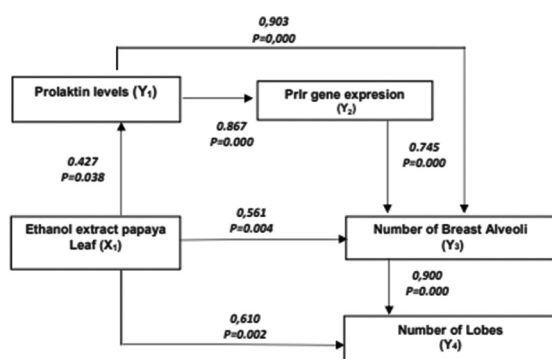 0,903
P=0,000
Prolaktin levels (Y₁)
Prlr gene expresion
(Y₂)
0.867
P=0.000
0.745
P=0.000
0.427
P=0.038
Ethanol extract papaya
Leaf (X₁)
0,561
P=0.004
Number of Breast Alveoli
(Y₃)
0,900
P=0.000
0,610
P=0.002
Number of Lobes
(Y₄)